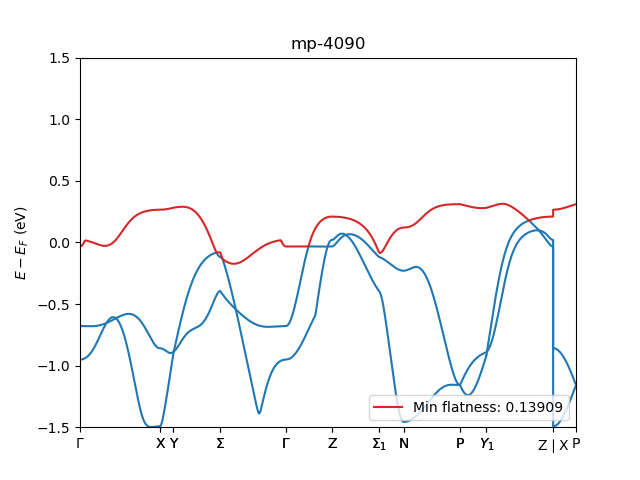 mp-4090
E − E_F (eV)
1.5
1.0
0.5
0.0
−0.5
−1.0
−1.5
Min flatness: 0.13909
Γ X Y Σ Γ Z Σ₁ N P Y₁ Z | X P